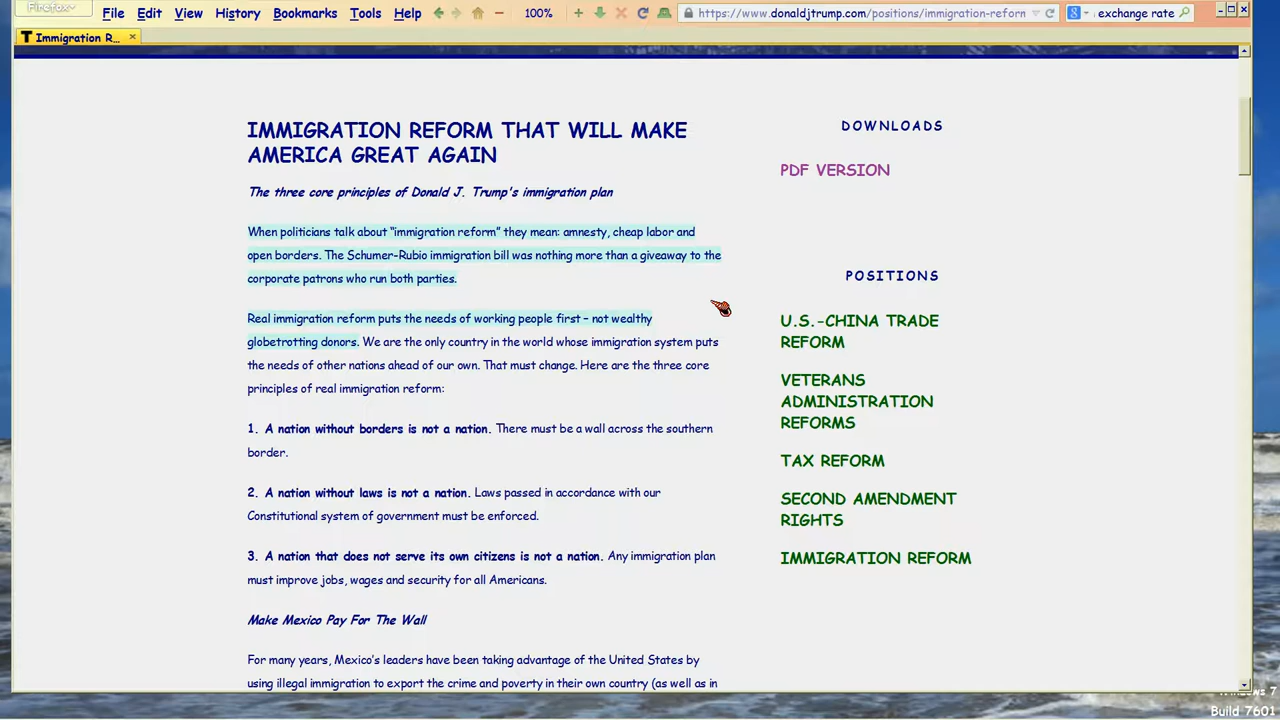 Firefox
File Edit View History Bookmarks Tools Help 100% https://www.donaldjtrump.com/positions/immigration-reform exchange rate
Immigration R...
IMMIGRATION REFORM THAT WILL MAKE
AMERICA GREAT AGAIN
The three core principles of Donald J. Trump's immigration plan
When politicians talk about “immigration reform” they mean: amnesty, cheap labor and
open borders. The Schumer-Rubio immigration bill was nothing more than a giveaway to the
corporate patrons who run both parties.
Real immigration reform puts the needs of working people first – not wealthy
globetrotting donors. We are the only country in the world whose immigration system puts
the needs of other nations ahead of our own. That must change. Here are the three core
principles of real immigration reform:
1. A nation without borders is not a nation. There must be a wall across the southern
border.
2. A nation without laws is not a nation. Laws passed in accordance with our
Constitutional system of government must be enforced.
3. A nation that does not serve its own citizens is not a nation. Any immigration plan
must improve jobs, wages and security for all Americans.
Make Mexico Pay For The Wall
For many years, Mexico’s leaders have been taking advantage of the United States by
using illegal immigration to export the crime and poverty in their own country (as well as in
DOWNLOADS
PDF VERSION
POSITIONS
U.S.-CHINA TRADE
REFORM
VETERANS
ADMINISTRATION
REFORMS
TAX REFORM
SECOND AMENDMENT
RIGHTS
IMMIGRATION REFORM
Windows 7
Build 7601